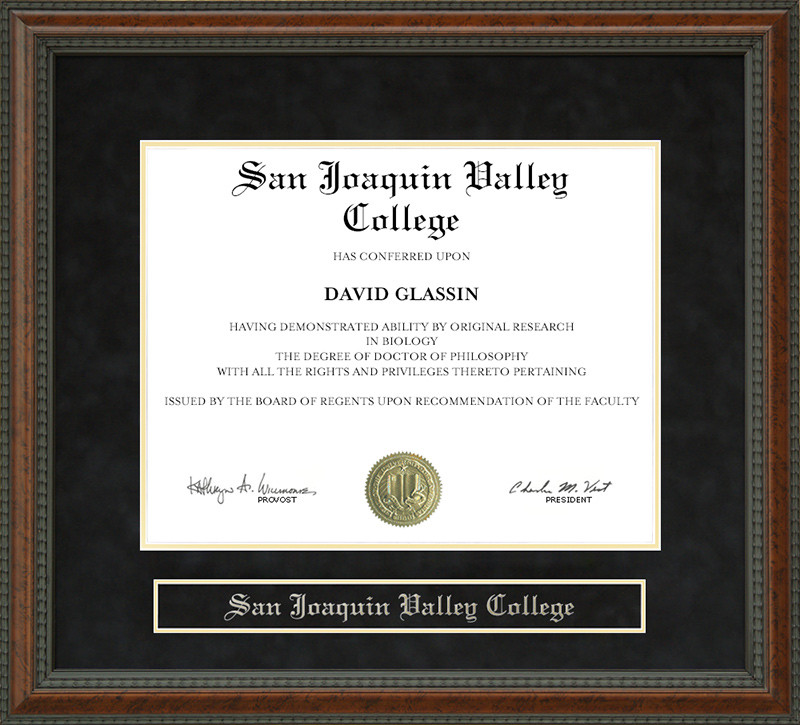 San Joaquin Valley
College
HAS CONFERRED UPON
DAVID GLASSIN
HAVING DEMONSTRATED ABILITY BY ORIGINAL RESEARCH
IN BIOLOGY
THE DEGREE OF DOCTOR OF PHILOSOPHY
WITH ALL THE RIGHTS AND PRIVILEGES THERETO PERTAINING
ISSUED BY THE BOARD OF REGENTS UPON RECOMMENDATION OF THE FACULTY
PROVOST
Charles M. Vest
PRESIDENT
San Joaquin Valley College